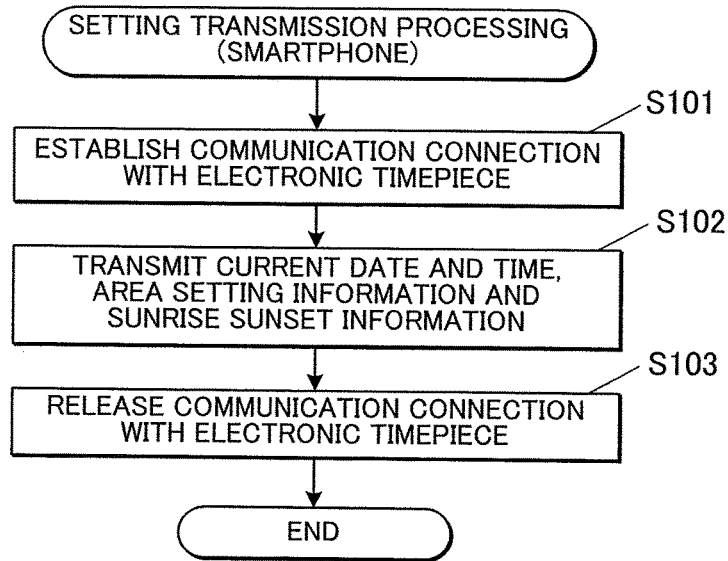 SETTING TRANSMISSION PROCESSING
(SMARTPHONE)
S101
ESTABLISH COMMUNICATION CONNECTION
WITH ELECTRONIC TIMEPIECE
S102
TRANSMIT CURRENT DATE AND TIME,
AREA SETTING INFORMATION AND
SUNRISE SUNSET INFORMATION
S103
RELEASE COMMUNICATION CONNECTION
WITH ELECTRONIC TIMEPIECE
END